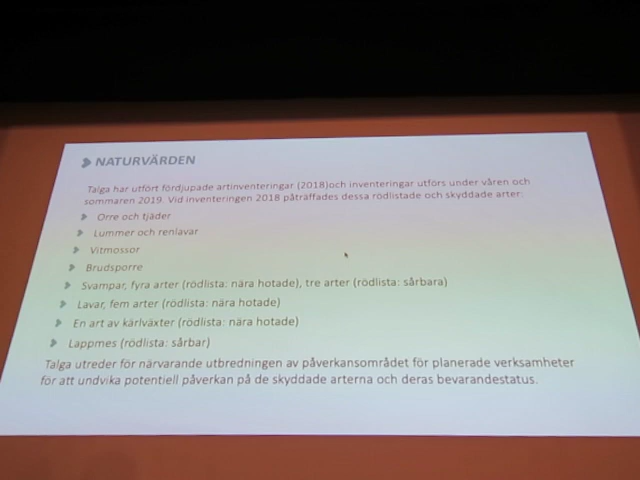 NATURVÄRDEN
Talga har utfört fördjupade artinventeringar (2018)och inventeringar utförs under våren och
sommaren 2019. Vid inventeringen 2018 påträffades dessa rödlistade och skyddade arter:
Orre och tjäder
Lummer och renlavar
Vitmossor
Brudsporre
Svampar, fyra arter (rödlista: nära hotade), tre arter (rödlista: sårbara)
Lavar, fem arter (rödlista: nära hotade)
En art av kärlväxter (rödlista: nära hotade)
Lappmes (rödlista: sårbar)
Talga utreder för närvarande utbredningen av påverkansområdet för planerade verksamheter
för att undvika potentiell påverkan på de skyddade arterna och deras bevarandestatus.